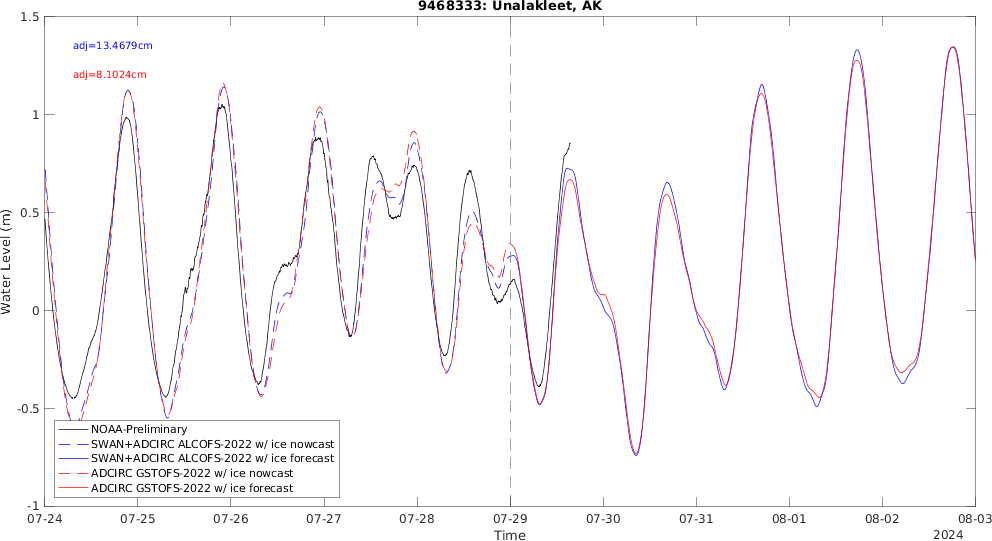 9468333: Unalakleet, AK
adj=13.4679cm
adj=8.1024cm
Water Level (m)
1.5
1
0.5
0
-0.5
-1
NOAA-Preliminary
SWAN+ADCIRC ALCOFS-2022 w/ ice nowcast
SWAN+ADCIRC ALCOFS-2022 w/ ice forecast
ADCIRC GSTOFS-2022 w/ ice nowcast
ADCIRC GSTOFS-2022 w/ ice forecast
07-24 07-25 07-26 07-27 07-28 07-29 07-30 07-31 08-01 08-02 08-03
Time
2024